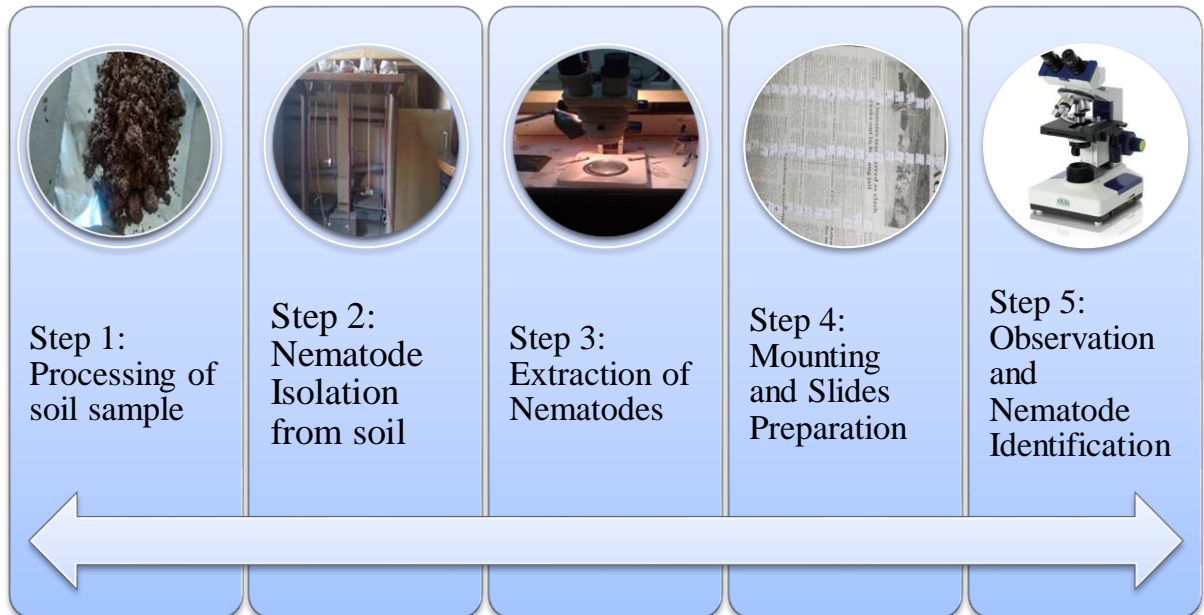 Step 1:
Processing of
soil sample
Step 2:
Nematode
Isolation
from soil
Step 3:
Extraction of
Nematodes
Step 4:
Mounting
and Slides
Preparation
Step 5:
Observation
and
Nematode
Identification